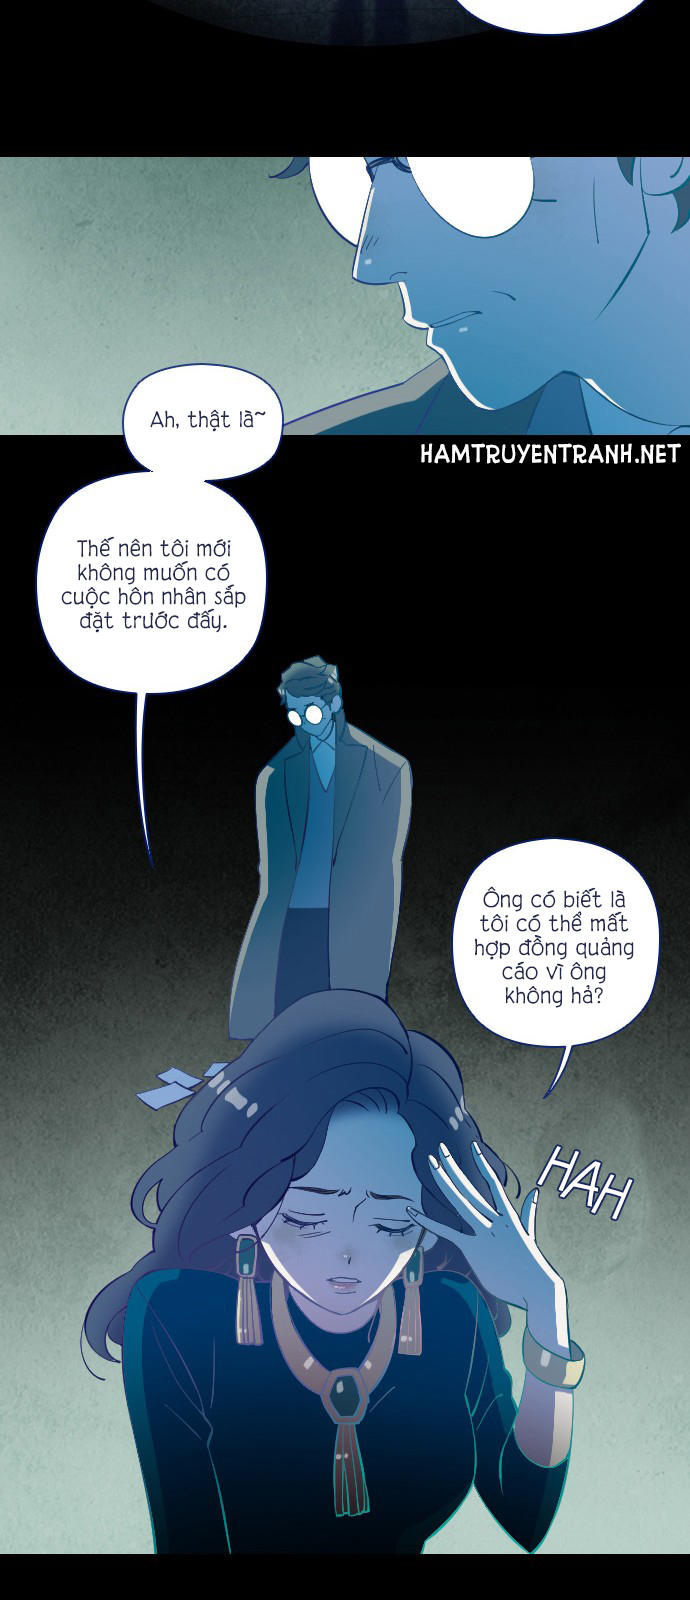 Ah, thật là~
HAMTRUYENTRANH.NET
Thế nên tôi mới
không muốn có
cuộc hôn nhân sắp
đặt trước đấy.
Ông có biết là
tôi có thể mất
hợp đồng quảng
cáo vì ông
không hả?
HAH